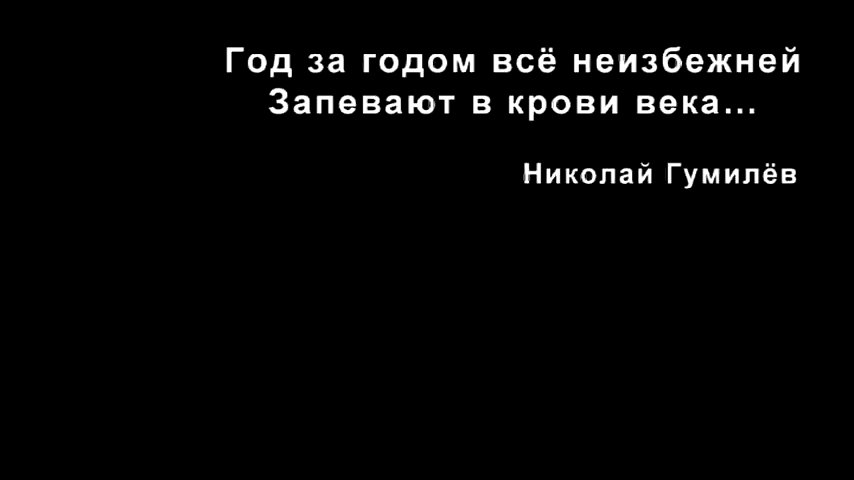 Год за годом всё неизбежней
Запевают в крови века...
Николай Гумилёв